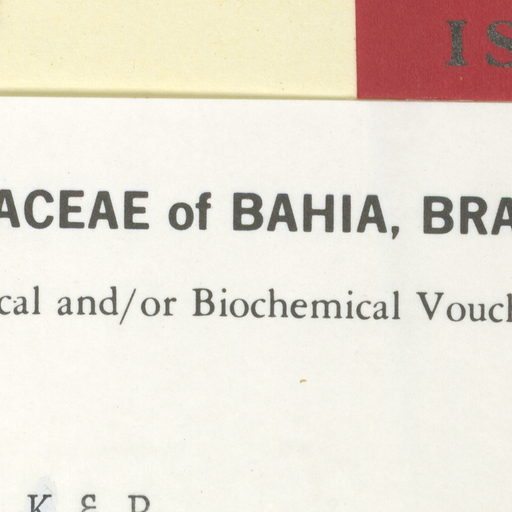 IS
ACEAE of BAHIA, BRA
cal and/or Biochemical Vouch
K & R